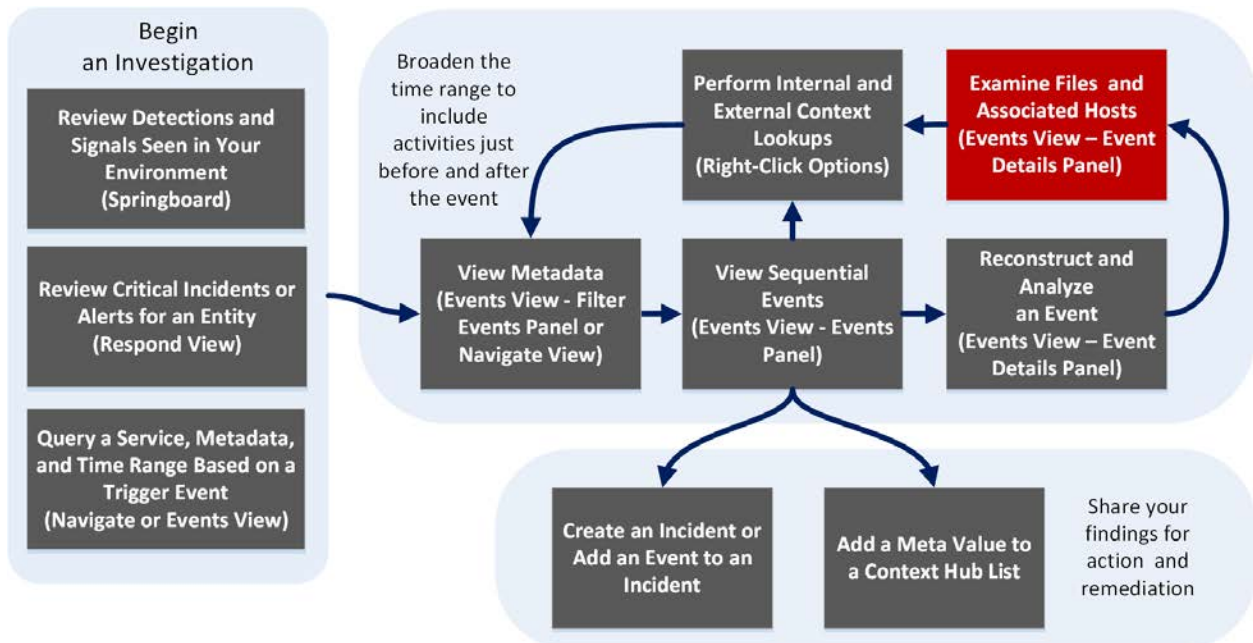 Begin
an Investigation
Review Detections and
Signals Seen in Your
Environment
(Springboard)
Review Critical Incidents or
Alerts for an Entity
(Respond View)
Query a Service, Metadata,
and Time Range Based on a
Trigger Event
(Navigate or Events View)
Broaden the
time range to
include
activities just
before and after
the event
Perform Internal and
External Context
Lookups
(Right-Click Options)
Examine Files and
Associated Hosts
(Events View – Event
Details Panel)
View Metadata
(Events View - Filter
Events Panel or
Navigate View)
View Sequential
Events
(Events View - Events
Panel)
Reconstruct and
Analyze
an Event
(Events View – Event
Details Panel)
Create an Incident or
Add an Event to an
Incident
Add a Meta Value to
a Context Hub List
Share your
findings for
action and
remediation